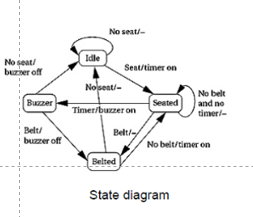 No seat/–
Idle
No seat/
buzzer off
Seat/timer on
No seat/–
Buzzer
Seated
No belt
and no
timer/–
Timer/buzzer on
Belt/
buzzer off
Belt/–
No belt/timer on
Belted
State diagram